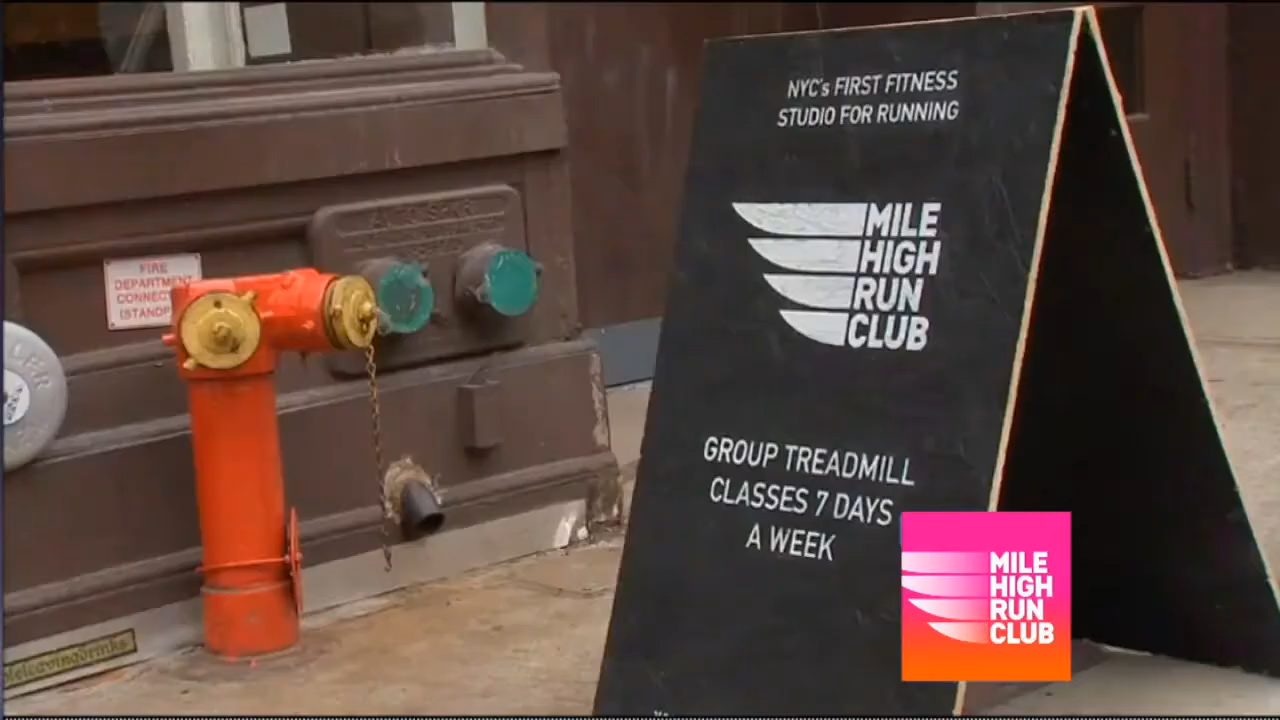 NYC's FIRST FITNESS
STUDIO FOR RUNNING
MILE
HIGH
RUN
CLUB
GROUP TREADMILL
CLASSES 7 DAYS
A WEEK
FIRE
DEPARTMENT
MILE
HIGH
RUN
CLUB